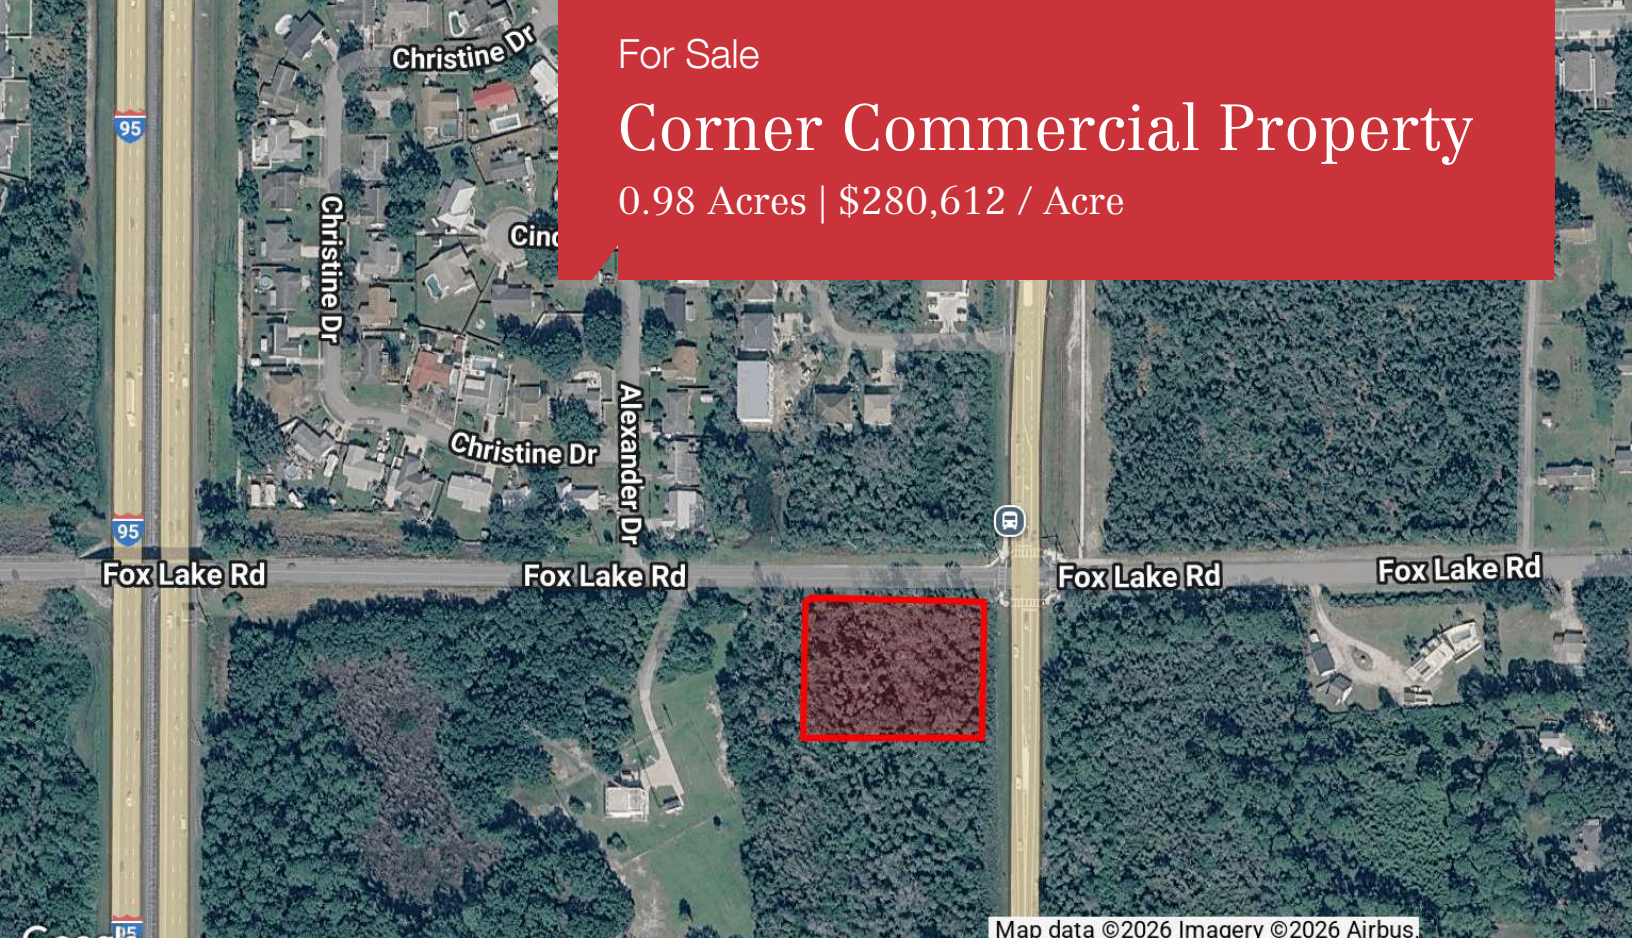 For Sale
Corner Commercial Property
0.98 Acres | $280,612 / Acre
Christine Dr
95
Christine Dr
Alexander Dr
Christine Dr
95
Fox Lake Rd
Fox Lake Rd
Fox Lake Rd
Fox Lake Rd
95
Map data ©2026 Imagery ©2026 Airbus,